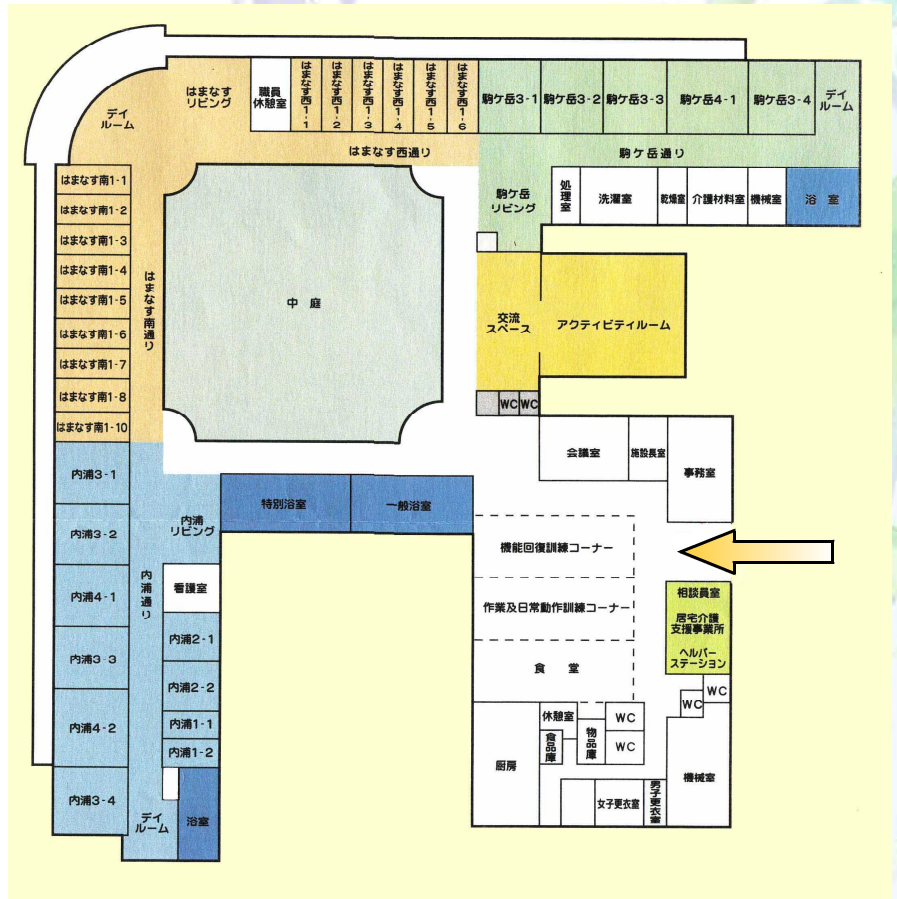 はまなす
リビング
職員
休憩室
はまなす西1-1
はまなす西1-2
はまなす西1-3
はまなす西1-4
はまなす西1-5
はまなす西1-6
駒ケ岳3-1
駒ケ岳3-2
駒ケ岳3-3
駒ケ岳4-1
駒ケ岳3-4
デイ
ルーム
デイ
ルーム
はまなす西通り
駒ケ岳通り
はまなす南1-1
はまなす南1-2
はまなす南1-3
はまなす南1-4
はまなす南1-5
はまなす南1-6
はまなす南1-7
はまなす南1-8
はまなす南1-10
はまなす南通り
中庭
駒ケ岳
リビング
処理室
洗濯室
乾燥室
介護材料室
機械室
浴室
交流
スペース
アクティビティルーム
WC
WC
会議室
施設長室
事務室
内浦3-1
内浦3-2
内浦4-1
内浦3-3
内浦4-2
内浦3-4
内浦通り
内浦
リビング
特別浴室
一般浴室
看護室
内浦2-1
内浦2-2
内浦1-1
内浦1-2
デイ
ルーム
浴室
機能回復訓練コーナー
作業及日常動作訓練コーナー
食堂
相談員室
居宅介護
支援事業所
ヘルパー
ステーション
WC
WC
休憩室
食品庫
物品庫
WC
WC
厨房
女子更衣室
男子更衣室
機械室